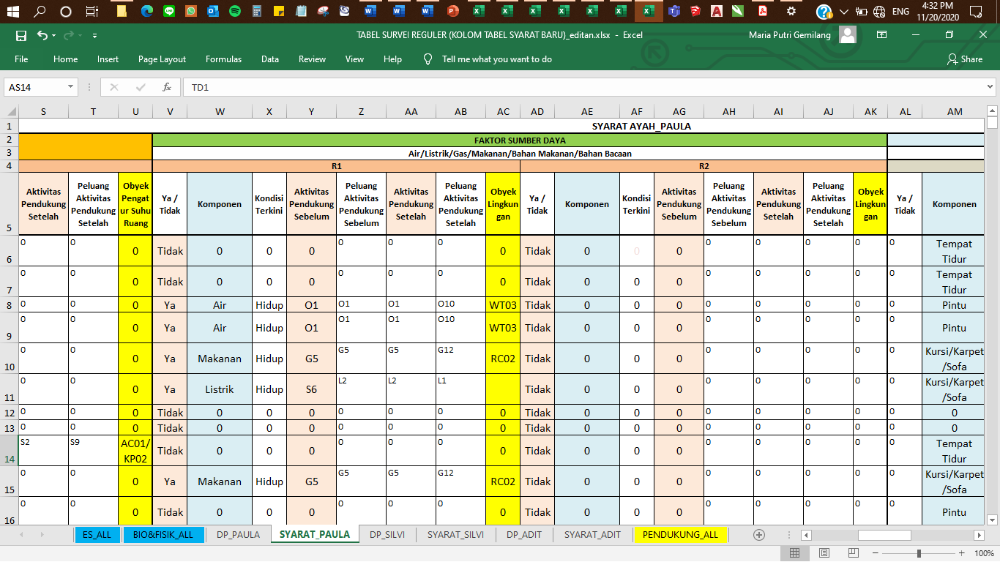 ENG
4:32 PM
11/20/2020
TABEL SURVEI REGULER (KOLOM TABEL SYARAT BARU)_editan.xlsx - Excel
Maria Putri Gemilang
File Home Insert Page Layout Formulas Data Review View Help Tell me what you want to do Share
AS14 fx TD1
S T U V W X Y Z AA AB AC AD AE AF AG AH AI AJ AK AL AM
1 SYARAT AYAH_PAULA
2 FAKTOR SUMBER DAYA
3 Air/Listrik/Gas/Makanan/Bahan Makanan/Bahan Bacaan
4 R1 R2
5 Aktivitas Pendukung Setelah Peluang Aktivitas Pendukung Setelah Obyek Pengat ur Suhu Ruang Ya / Tidak Komponen Kondisi Terkini Aktivitas Pendukung Sebelum Peluang Aktivitas Pendukung Sebelum Aktivitas Pendukung Setelah Peluang Aktivitas Pendukung Setelah Obyek Lingkun gan Ya / Tidak Komponen Kondisi Terkini Aktivitas Pendukung Sebelum Peluang Aktivitas Pendukung Sebelum Aktivitas Pendukung Setelah Peluang Aktivitas Pendukung Setelah Obyek Lingkun gan Ya / Tidak Komponen
6 0 0 0 Tidak 0 0 0 0 0 0 0 Tidak 0 0 0 0 0 0 0 0 Tempat Tidur
7 0 0 0 Tidak 0 0 0 0 0 0 0 Tidak 0 0 0 0 0 0 0 0 Tempat Tidur
8 0 0 0 Ya Air Hidup O1 O1 O1 O10 WT03 Tidak 0 0 0 0 0 0 0 0 Pintu
9 0 0 0 Ya Air Hidup O1 O1 O1 O10 WT03 Tidak 0 0 0 0 0 0 0 0 Pintu
10 0 0 0 Ya Makanan Hidup G5 G5 G5 G12 RC02 Tidak 0 0 0 0 0 0 0 0 Kursi/Karpet /Sofa
11 0 0 0 Ya Listrik Hidup S6 L2 L2 L1 Tidak 0 0 0 0 0 0 0 0 Kursi/Karpet /Sofa
12 0 0 0 Tidak 0 0 0 0 0 0 0 Tidak 0 0 0 0 0 0 0 0 0
13 0 0 0 Tidak 0 0 0 0 0 0 0 Tidak 0 0 0 0 0 0 0 0 0
14 S2 S9 AC01/ KP02 Tidak 0 0 0 0 0 0 0 Tidak 0 0 0 0 0 0 0 0 Tempat Tidur
15 0 0 0 Ya Makanan Hidup G5 G5 G5 G12 RC02 Tidak 0 0 0 0 0 0 0 0 Kursi/Karpet /Sofa
16 0 0 0 Tidak 0 0 0 0 0 0 0 Tidak 0 0 0 0 0 0 0 0 Pintu
ES_ALL BIO&FISIK_ALL DP_PAULA SYARAT_PAULA DP_SILVI SYARAT_SILVI DP_ADIT SYARAT_ADIT PENDUKUNG_ALL
100%